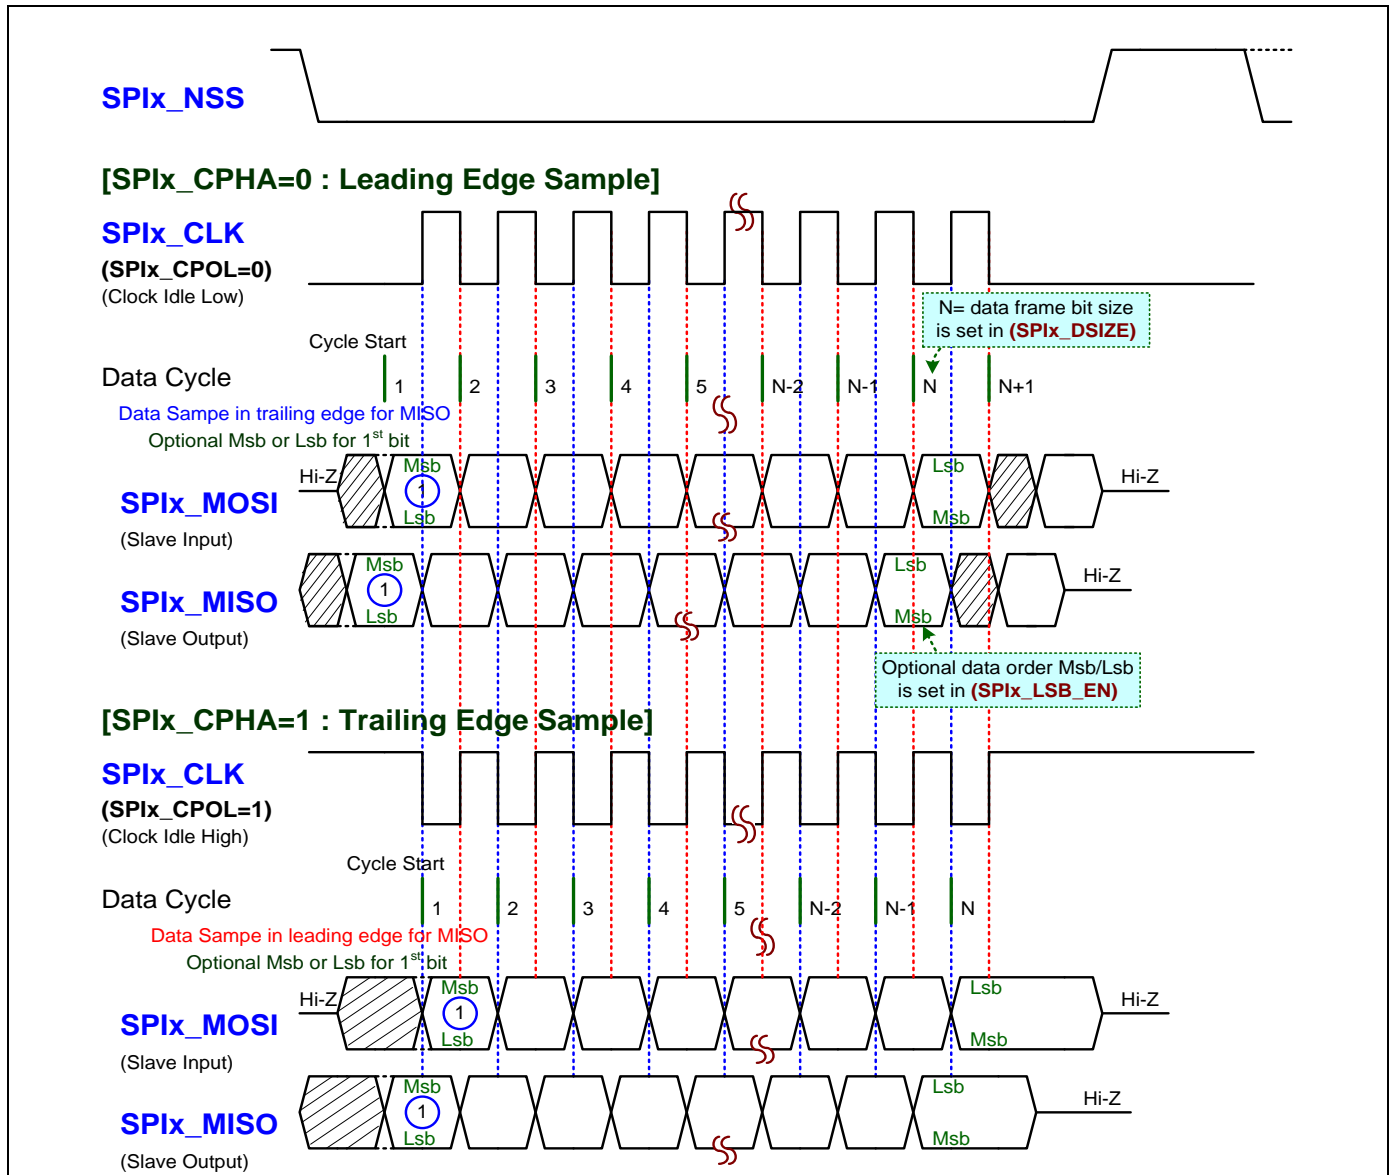 SPIx_NSS
[SPIx_CPHA=0 : Leading Edge Sample]
SPIx_CLK
(SPIx_CPOL=0)
(Clock Idle Low)
N= data frame bit size
is set in (SPIx_DSIZE)
Cycle Start
Data Cycle
1 2 3 4 5 N-2 N-1 N N+1
Data Sampe in trailing edge for MISO
Optional Msb or Lsb for 1st bit
Hi-Z Msb Lsb Hi-Z
SPIx_MOSI
1
Lsb Msb
(Slave Input)
Msb Lsb Hi-Z
SPIx_MISO
1
Lsb Msb
(Slave Output)
Optional data order Msb/Lsb
is set in (SPIx_LSB_EN)
[SPIx_CPHA=1 : Trailing Edge Sample]
SPIx_CLK
(SPIx_CPOL=1)
(Clock Idle High)
Cycle Start
Data Cycle
1 2 3 4 5 N-2 N-1 N
Data Sampe in leading edge for MISO
Optional Msb or Lsb for 1st bit
Hi-Z Msb Lsb Hi-Z
SPIx_MOSI
1
Lsb Msb
(Slave Input)
Msb Lsb Hi-Z
SPIx_MISO
1
Lsb Msb
(Slave Output)